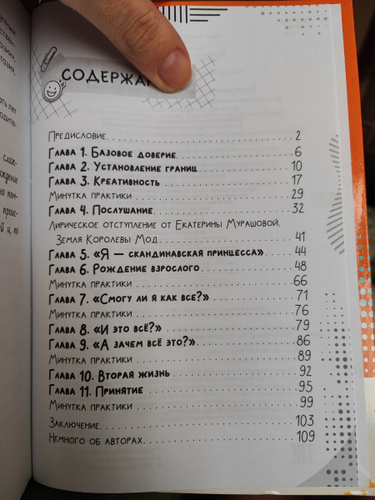 СОДЕРЖА
Предисловие. 2
Глава 1. Базовое доверие. 6
Глава 2. Установление границ 10
Глава 3. Креативность 17
Минутка практики 29
Глава 4. Послушание 32
Лирическое отступление от Екатерины Мурашовой.
Земля Королевы Мод. 41
Глава 5. «Я — скандинавская принцесса» 44
Глава 6. Рождение взрослого 48
Минутка практики 66
Глава 7. «Смогу ли я как все?» 71
Минутка практики 76
Глава 8. «И это всё?» 79
Глава 9. «А зачем всё это?» 86
Минутка практики 89
Глава 10. Вторая жизнь 92
Глава 11. Принятие 95
Минутка практики 99
Заключение. 103
Немного об авторах. 109